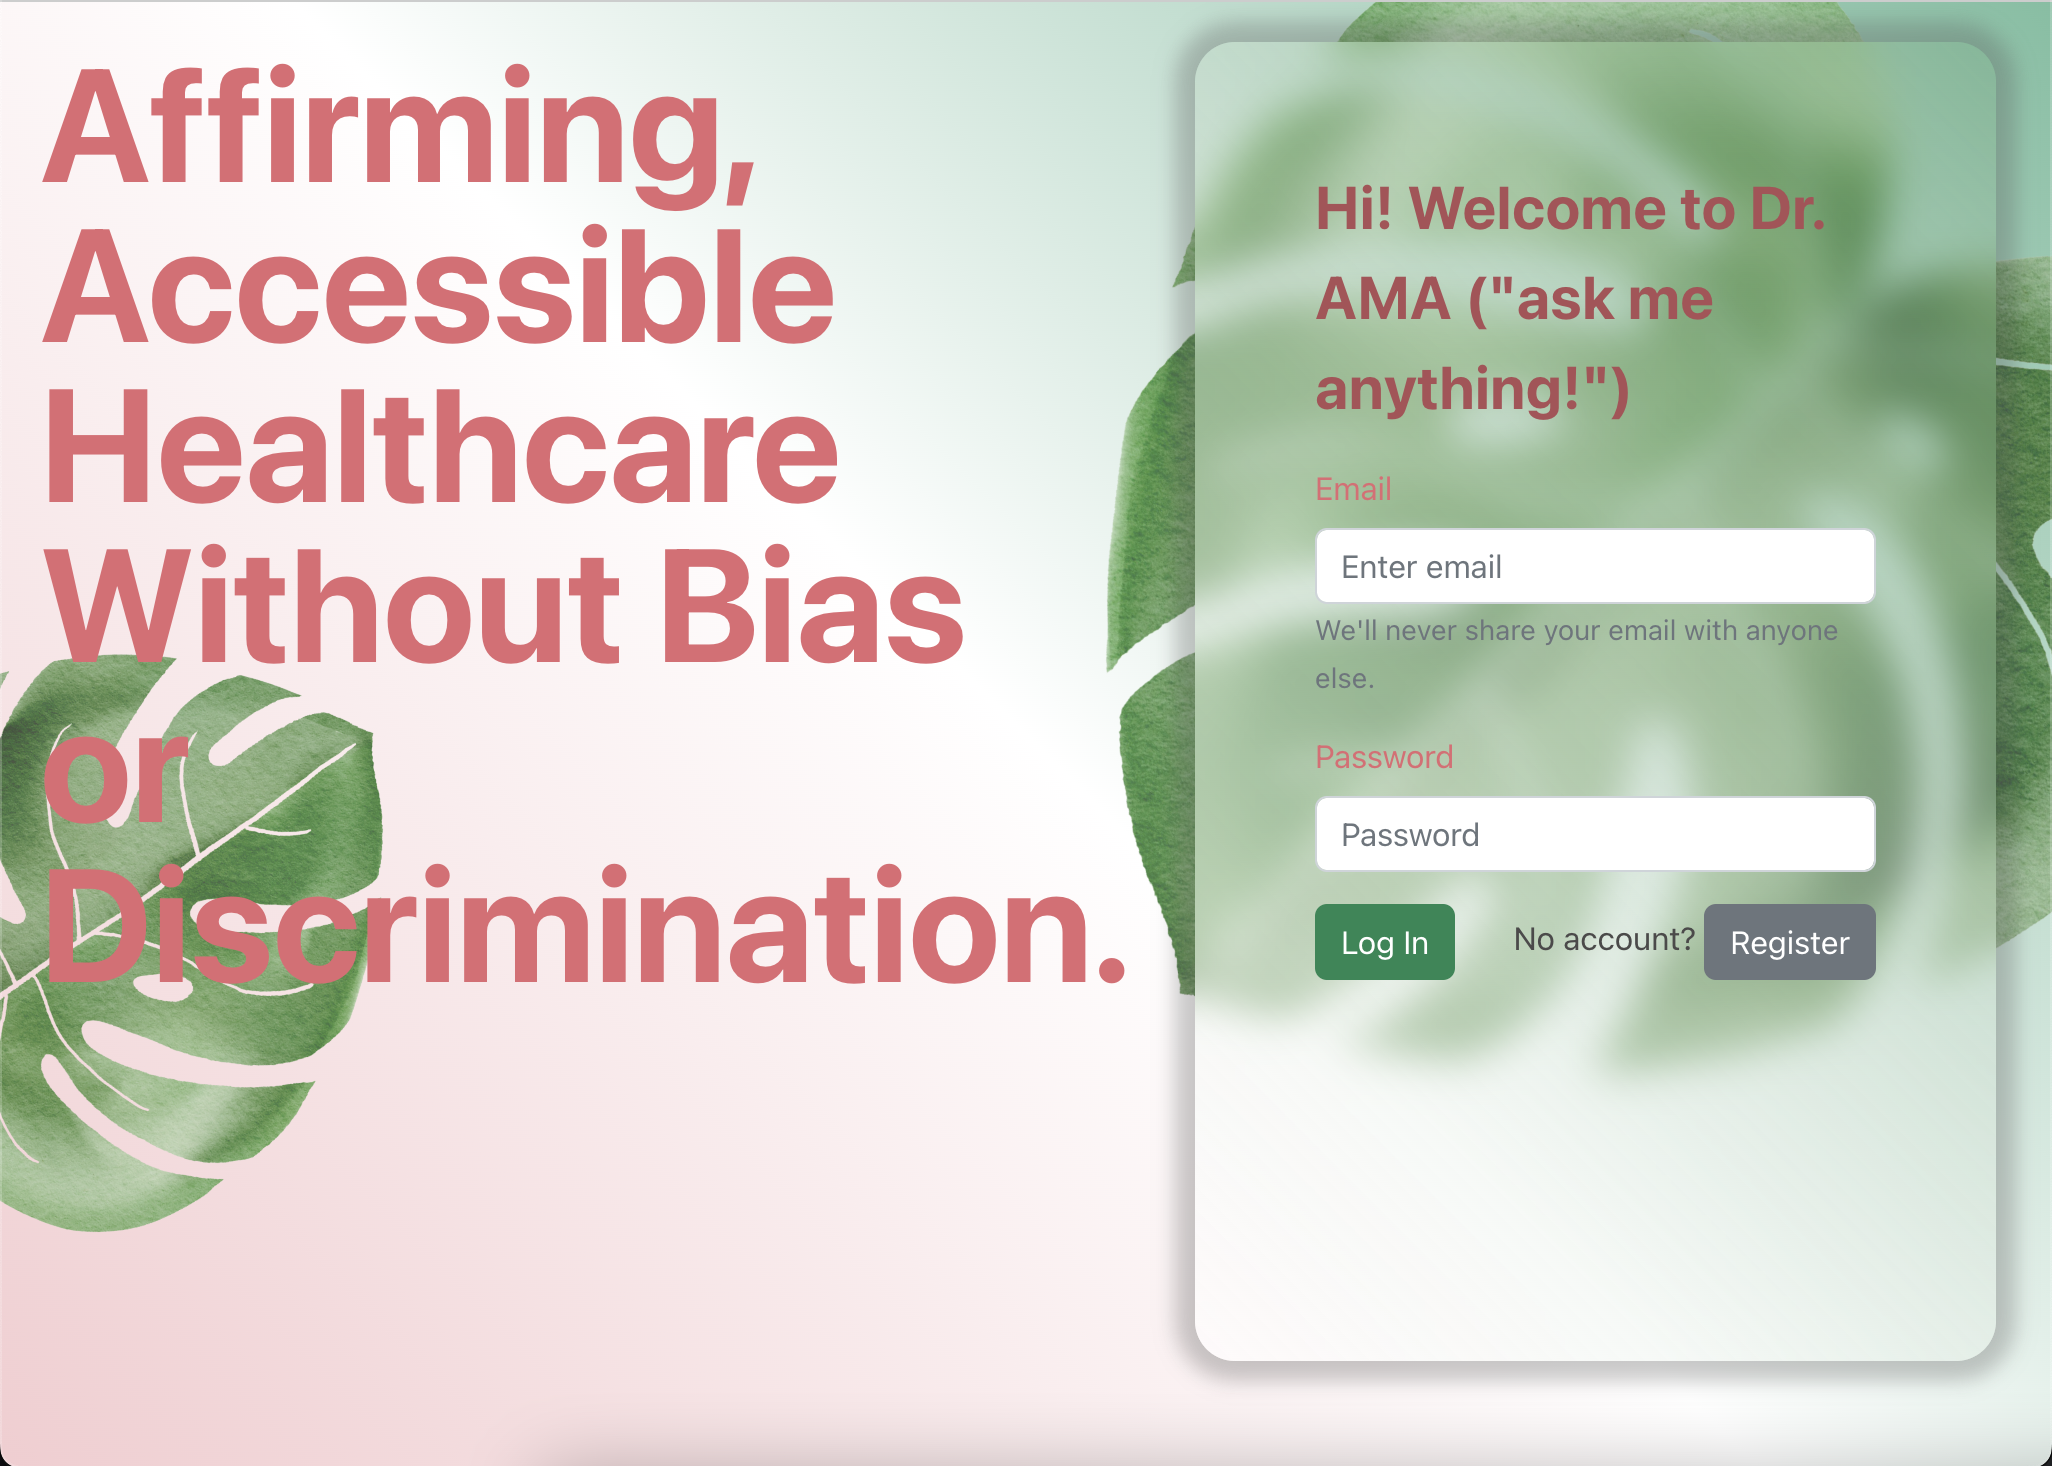 Affirming,
Accessible
Healthcare
Without Bias
or
Discrimination.
Hi! Welcome to Dr.
AMA ("ask me
anything!")
Email
Enter email
We'll never share your email with anyone
else.
Password
Password
Log In
No account? Register